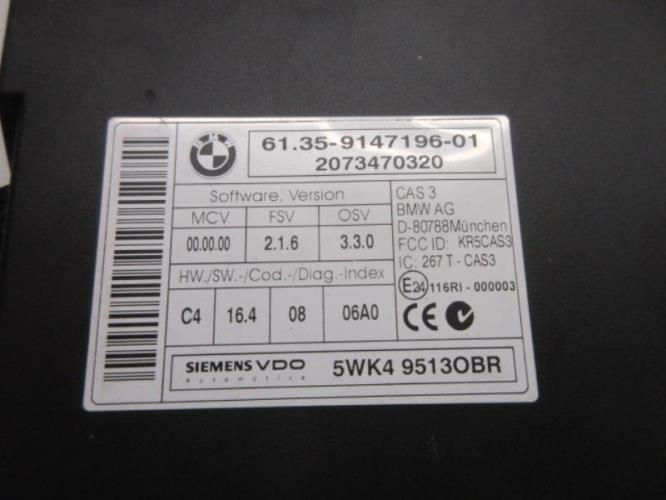 BMW
61.35-9147196-01
2073470320
Software, Version
MCV FSV OSV
00.00.00 2.1.6 3.3.0
HW./SW.-/Cod.-/Diag.-Index
C4 16.4 08 06A0
CAS 3
BMW AG
D-80788München
FCC ID: KR5CAS3
IC: 267 T - CAS3
E24 116RI - 000003
CE
SIEMENS VDO
Automotive
5WK4 9513OBR